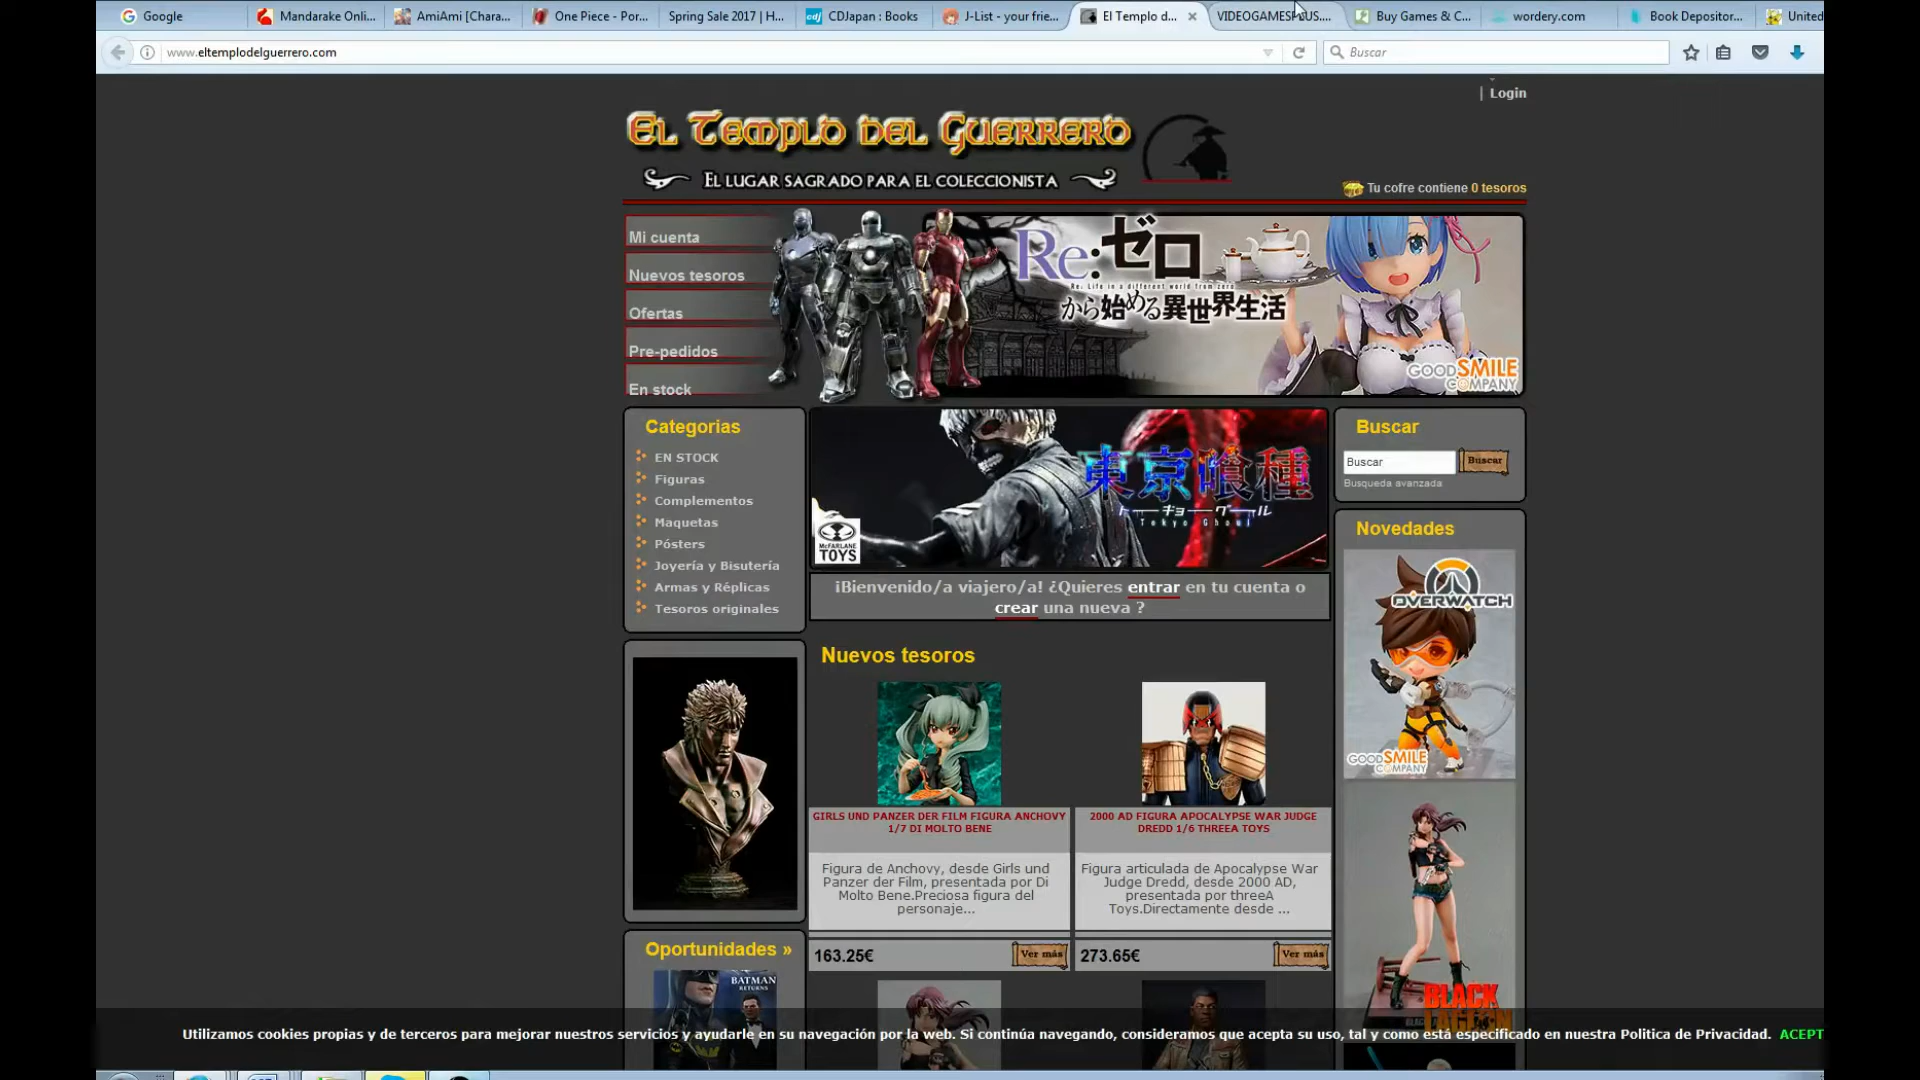 Google
Mandarake Onli...
AmiAmi [Chara...
One Piece - Por...
Spring Sale 2017 | H...
CDJapan : Books
J-List - your frie...
El Templo d...
Buy Games & C...
wordery.com
Book Depositor...
United
www.eltemplodelguerrero.com
Buscar
| Login
El Templo del Guerrero
El lugar sagrado para el coleccionista
Tu cofre contiene 0 tesoros
Mi cuenta
Nuevos tesoros
Ofertas
Pre-pedidos
En stock
Re:ゼロ
Re: Life in a different world from zero
から始める異世界生活
GOOD SMILE COMPANY
Categorias
EN STOCK
Figuras
Complementos
Maquetas
Pósters
Joyería y Bisutería
Armas y Réplicas
Tesoros originales
東京喰種
トーキョーグール
Tokyo Ghoul
McFARLANE TOYS
¡Bienvenido/a viajero/a! ¿Quieres entrar en tu cuenta o
crear una nueva ?
Buscar
Buscar
Buscar
Busqueda avanzada
Novedades
OVERWATCH
GOOD SMILE COMPANY
BLACK LAGOON
Nuevos tesoros
GIRLS UND PANZER DER FILM FIGURA ANCHOVY
1/7 DI MOLTO BENE
Figura de Anchovy, desde Girls und
Panzer der Film, presentada por Di
Molto Bene.Preciosa figura del
personaje...
163.25€
Ver más
2000 AD FIGURA APOCALYPSE WAR JUDGE
DREDD 1/6 THREEA TOYS
Figura articulada de Apocalypse War
Judge Dredd, desde 2000 AD,
presentada por threeA
Toys.Directamente desde ...
273.65€
Ver más
Oportunidades »
BATMAN
RETURNS
Utilizamos cookies propias y de terceros para mejorar nuestros servicios y ayudarle en su navegación por la web. Si continúa navegando, consideramos que acepta su uso, tal y como está especificado en nuestra Politica de Privacidad. ACEPT